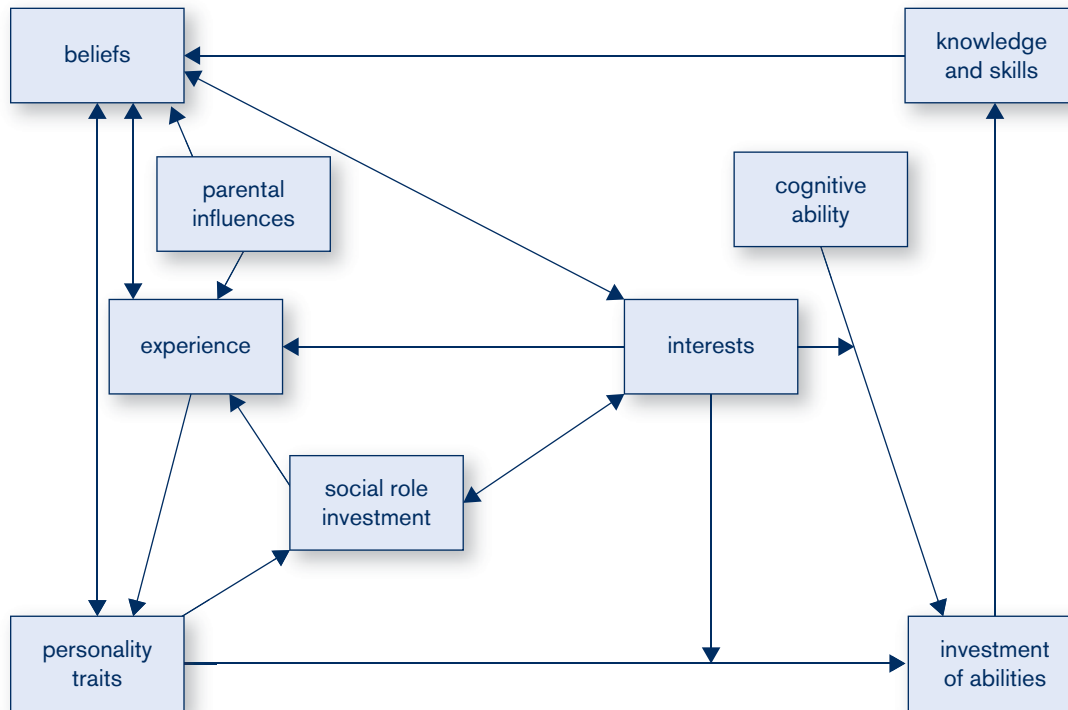 beliefs
knowledge
and skills
parental
influences
cognitive
ability
experience
interests
social role
investment
personality
traits
investment
of abilities